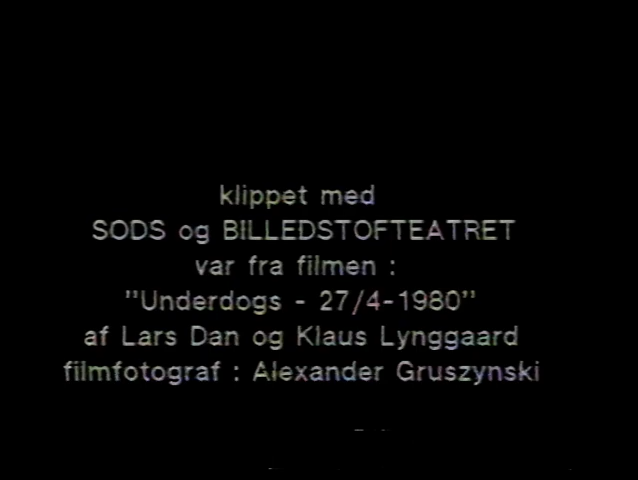 klippet med
SODS og BILLEDSTOFTEATRET
var fra filmen :
"Underdogs - 27/4-1980"
af Lars Dan og Klaus Lynggaard
filmfotograf : Alexander Gruszynski